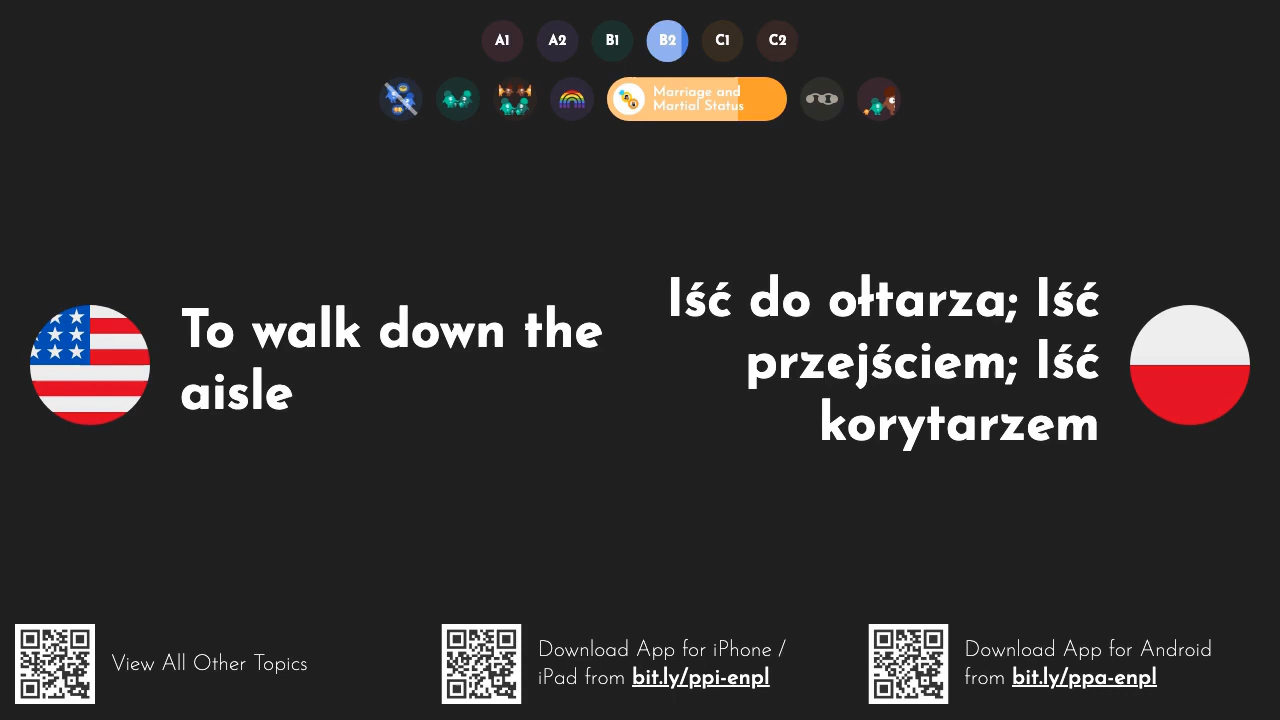 A1
A2
B1
B2
C1
C2
Marriage and
Martial Status
To walk down the
aisle
Iść do ołtarza; Iść
przejściem; Iść
korytarzem
View All Other Topics
Download App for iPhone /
iPad from bit.ly/ppi-enpl
Download App for Android
from bit.ly/ppa-enpl